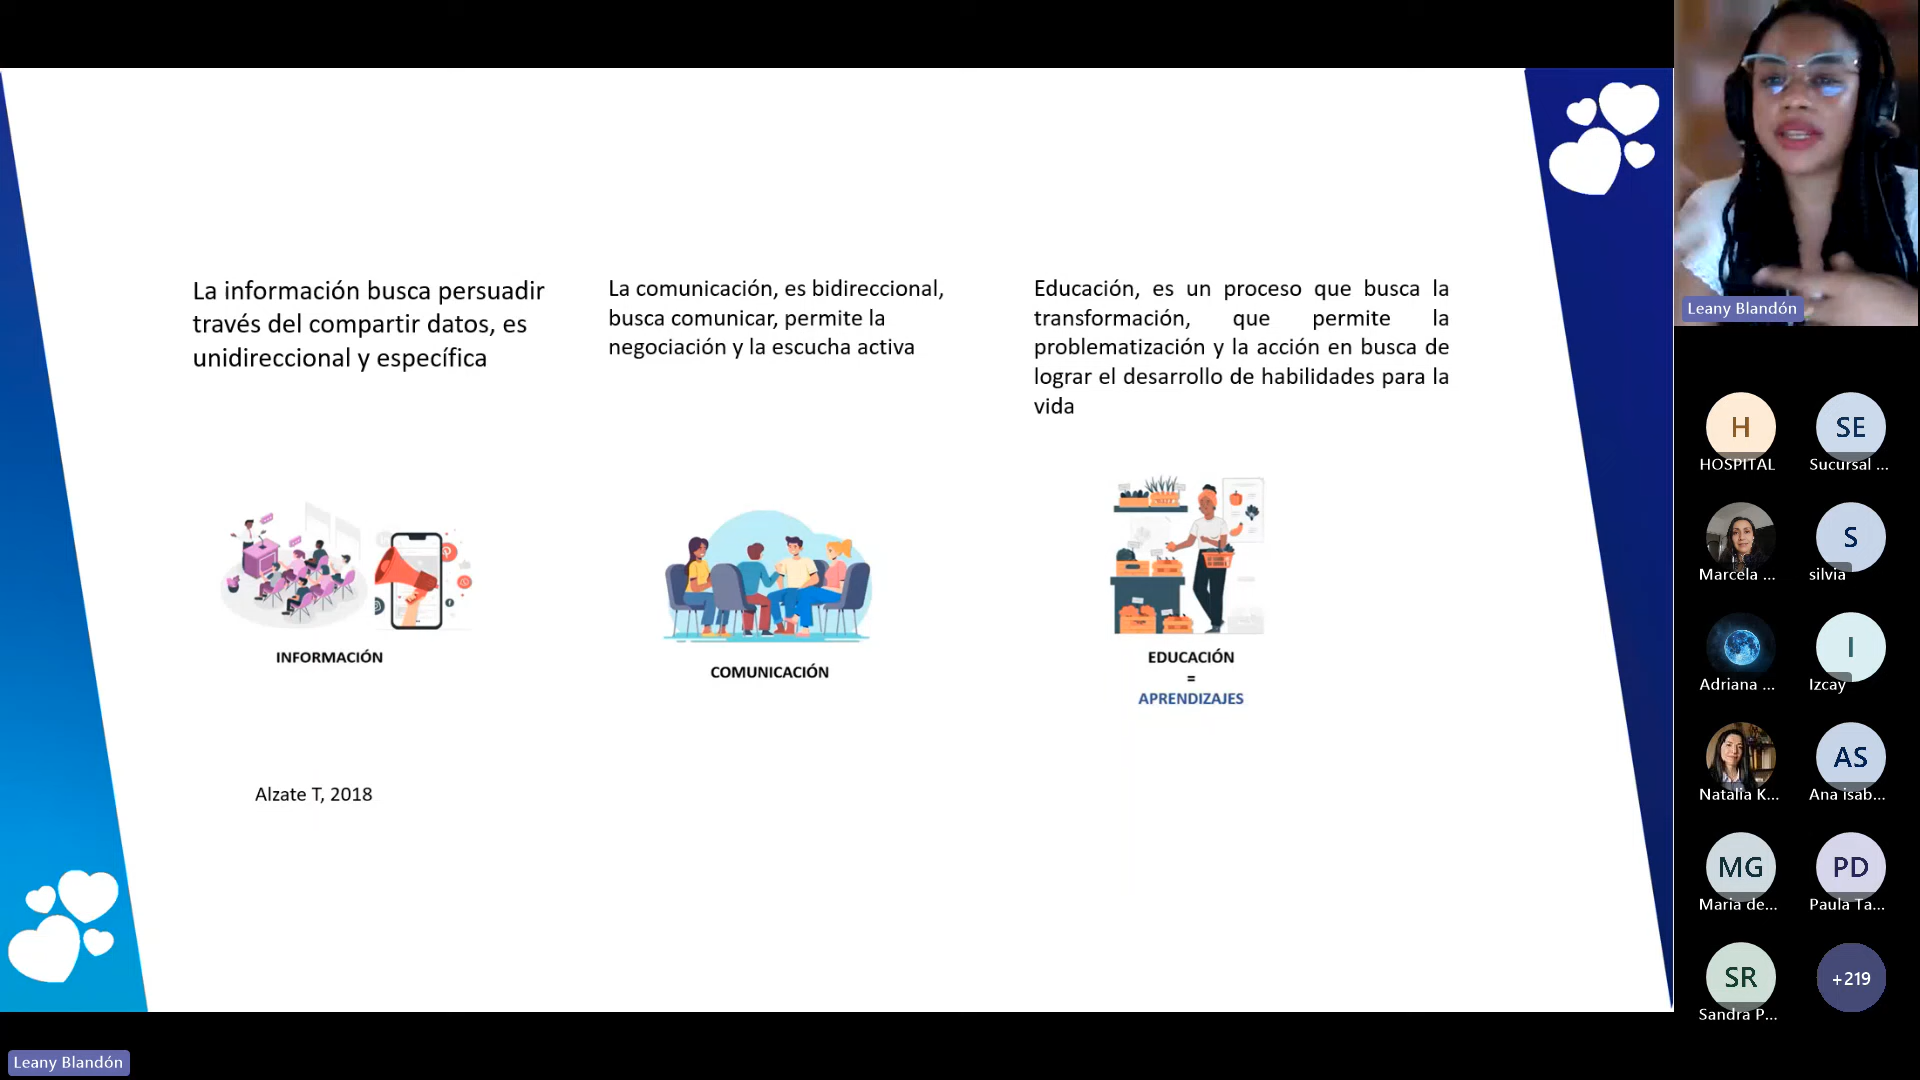 La información busca persuadir
través del compartir datos, es
unidireccional y específica
La comunicación, es bidireccional,
busca comunicar, permite la
negociación y la escucha activa
Educación, es un proceso que busca la
transformación, que permite la
problematización y la acción en busca de
lograr el desarrollo de habilidades para la
vida
INFORMACIÓN
COMUNICACIÓN
EDUCACIÓN
=
APRENDIZAJES
Alzate T, 2018
Leany Blandón
Leany Blandón
H
HOSPITAL
SE
Sucursal ...
Marcela ...
S
silvia
Adriana ...
I
Izcay
Natalia K...
AS
Ana isab...
MG
Maria de...
PD
Paula Ta...
SR
Sandra P...
+219